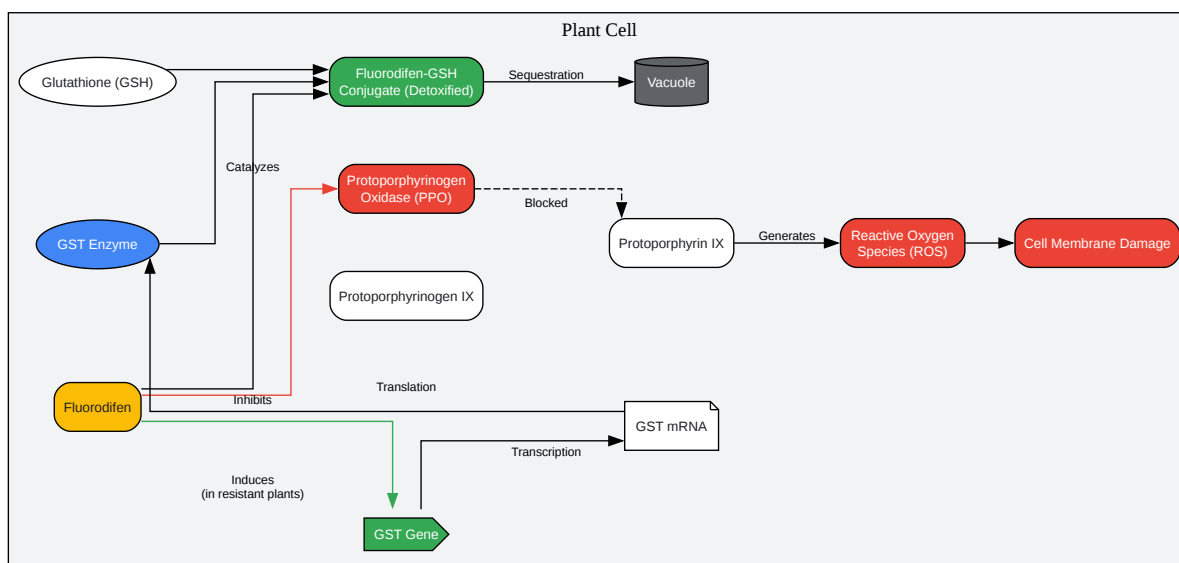 Plant Cell
Glutathione (GSH)
Fluorodifen-GSH
Conjugate (Detoxified)
Sequestration
Vacuole
Catalyzes
Protoporphyrinogen
Oxidase (PPO)
Blocked
GST Enzyme
Protoporphyrin IX
Generates
Reactive Oxygen
Species (ROS)
Cell Membrane Damage
Protoporphyrinogen IX
Fluorodifen
Inhibits
Translation
GST mRNA
Transcription
Induces
(in resistant plants)
GST Gene